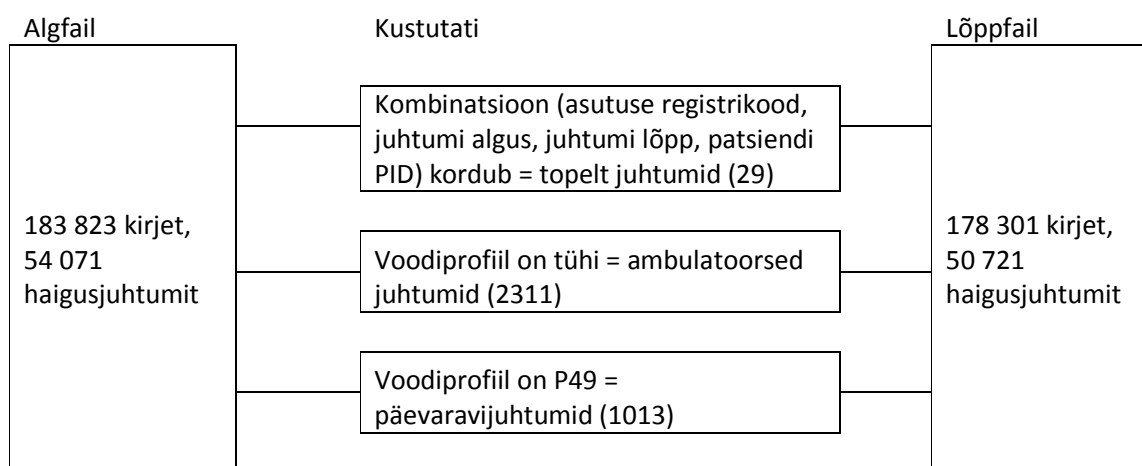 Algfail
Kustutati
Lõppfail
183 823 kirjet,
54 071
haigusjuhtumit
Kombinatsioon (asutuse registrikood,
juhtumi algus, juhtumi lõpp, patsiendi
PID) kordub = topelt juhtumid (29)
Voodiprofiil on tühi = ambulatoorsed
juhtumid (2311)
Voodiprofiil on P49 =
päevaravijuhtumid (1013)
178 301 kirjet,
50 721
haigusjuhtumit